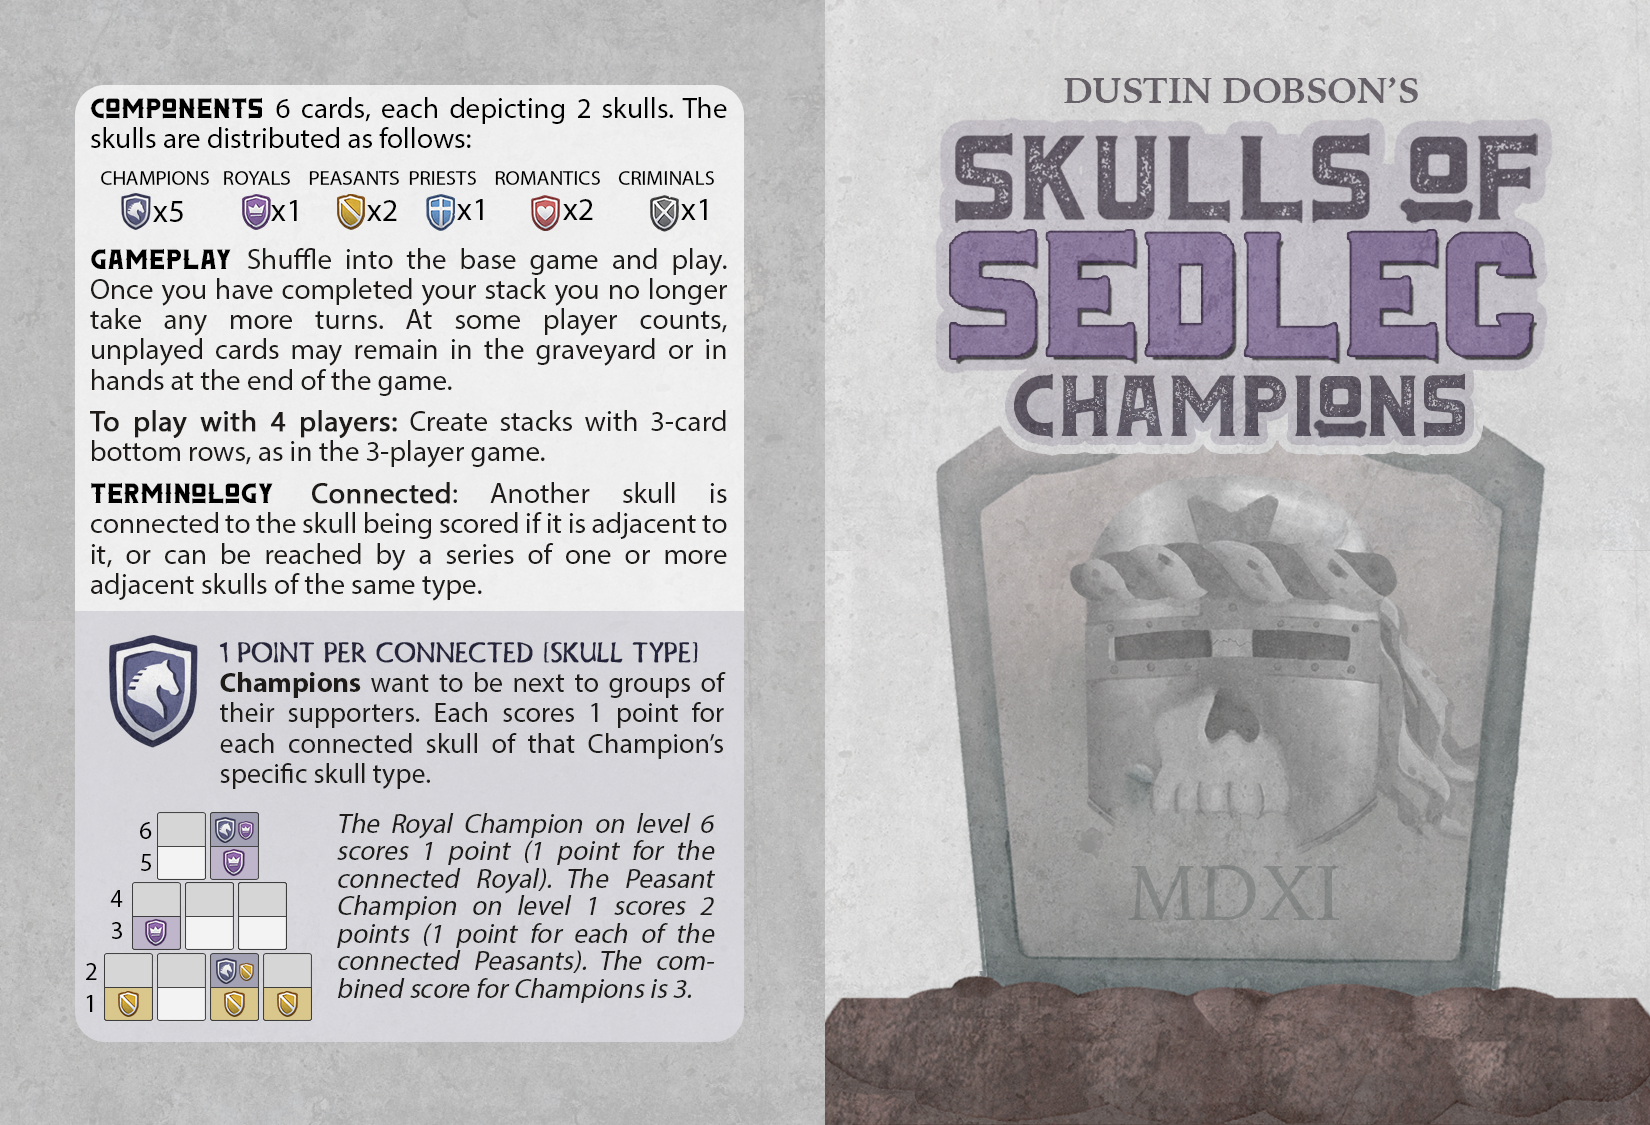 COMPONENTS 6 cards, each depicting 2 skulls. The
skulls are distributed as follows:
CHAMPIONS ROYALS PEASANTS PRIESTS ROMANTICS CRIMINALS
x5 x1 x2 x1 x2 x1
GAMEPLAY Shuffle into the base game and play.
Once you have completed your stack you no longer
take any more turns. At some player counts,
unplayed cards may remain in the graveyard or in
hands at the end of the game.
To play with 4 players: Create stacks with 3-card
bottom rows, as in the 3-player game.
TERMINOLOGY Connected: Another skull is
connected to the skull being scored if it is adjacent to
it, or can be reached by a series of one or more
adjacent skulls of the same type.
1 POINT PER CONNECTED [SKULL TYPE]
Champions want to be next to groups of
their supporters. Each scores 1 point for
each connected skull of that Champion's
specific skull type.
6
5
4
3
2
1
The Royal Champion on level 6
scores 1 point (1 point for the
connected Royal). The Peasant
Champion on level 1 scores 2
points (1 point for each of the
connected Peasants). The com-
bined score for Champions is 3.
DUSTIN DOBSON'S
SKULLS OF
SEDLEC
CHAMPIONS
MDXI